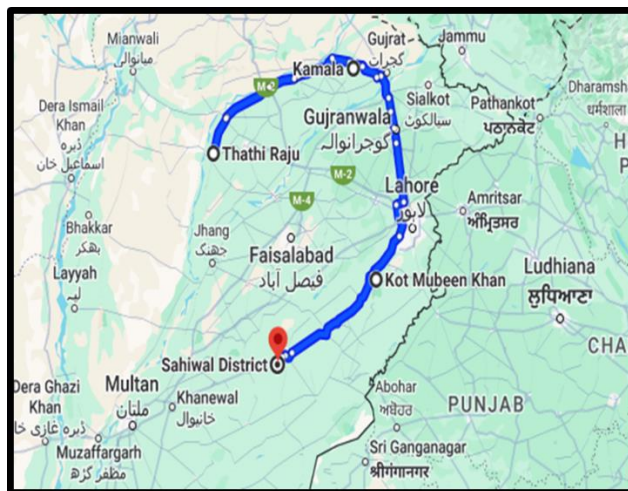 Mianwali
میانوالی
Gujrat
گجرات
Jammu
Kamala
M-2
Dera Ismail
Khan
ڈیرہ
اسماعیل خان
Sialkot
سیالکوٹ
Pathankot
ਪਠਾਨਕੋਟ
Dharamsh
धर्मशाला
Gujranwala
گوجرانوالہ
Thathi Raju
M-2
M-4
Lahore
لاہور
Amritsar
ਅੰਮ੍ਰਿਤਸਰ
Bhakkar
بھکر
Jhang
جھنگ
Faisalabad
فیصل آباد
Layyah
لیہ
Kot Mubeen Khan
Ludhiana
ਲੁਧਿਆਣਾ
Sahiwal District
CHA
Dera Ghazi
Khan
ڈیرہ غازی خا
Multan
ملتان
Khanewal
خانیوال
Abohar
ਅਬੋਹਰ
PUNJAB
Muzaffargarh
مظفر گڑھ
Sri Ganganagar
श्रीगंगानगर